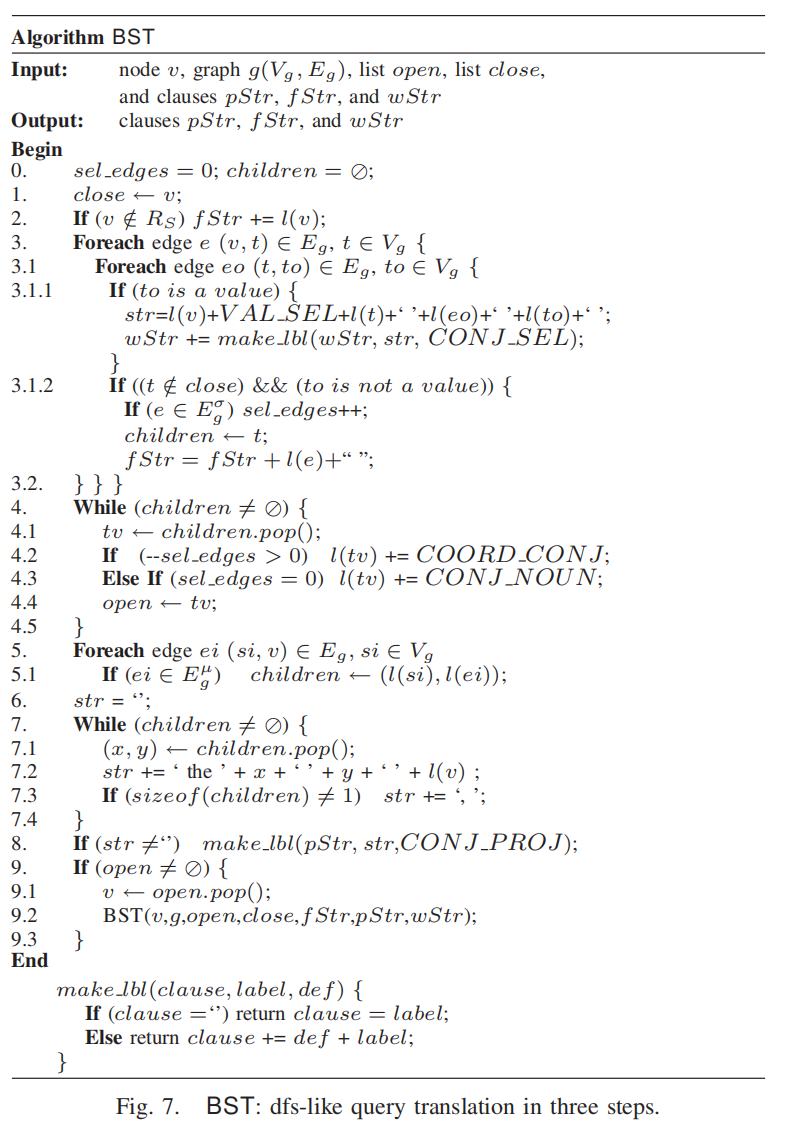 Algorithm BST
Input: node v, graph g(V_g, E_g), list open, list close,
and clauses pStr, fStr, and wStr
Output: clauses pStr, fStr, and wStr
Begin
0. sel_edges = 0; children = ∅;
1. close ← v;
2. If (v ∉ R_S) fStr += l(v);
3. Foreach edge e (v, t) ∈ E_g, t ∈ V_g {
3.1 Foreach edge eo (t, to) ∈ E_g, to ∈ V_g {
3.1.1 If (to is a value) {
str=l(v)+VAL_SEL+l(t)+‘ ’+l(eo)+‘ ’+l(to)+‘ ’;
wStr += make_lbl(wStr, str, CONJ_SEL);
}
3.1.2 If ((t ∉ close) && (to is not a value)) {
If (e ∈ E_g^σ) sel_edges++;
children ← t;
fStr = fStr + l(e)+“ ”;
3.2. } } }
4. While (children ≠ ∅) {
4.1 tv ← children.pop();
4.2 If (--sel_edges > 0) l(tv) += COORD_CONJ;
4.3 Else If (sel_edges = 0) l(tv) += CONJ_NOUN;
4.4 open ← tv;
4.5 }
5. Foreach edge ei (si, v) ∈ E_g, si ∈ V_g
5.1 If (ei ∈ E_g^μ) children ← (l(si), l(ei));
6. str = ‘’;
7. While (children ≠ ∅) {
7.1 (x, y) ← children.pop();
7.2 str += ‘ the ’ + x + ‘ ’ + y + ‘ ’ + l(v) ;
7.3 If (sizeof(children) ≠ 1) str += ‘, ’;
7.4 }
8. If (str ≠‘’) make_lbl(pStr, str,CONJ_PROJ);
9. If (open ≠ ∅) {
9.1 v ← open.pop();
9.2 BST(v,g,open,close,fStr,pStr,wStr);
9.3 }
End
make_lbl(clause, label, def) {
If (clause =‘’) return clause = label;
Else return clause += def + label;
}
Fig. 7. BST: dfs-like query translation in three steps.